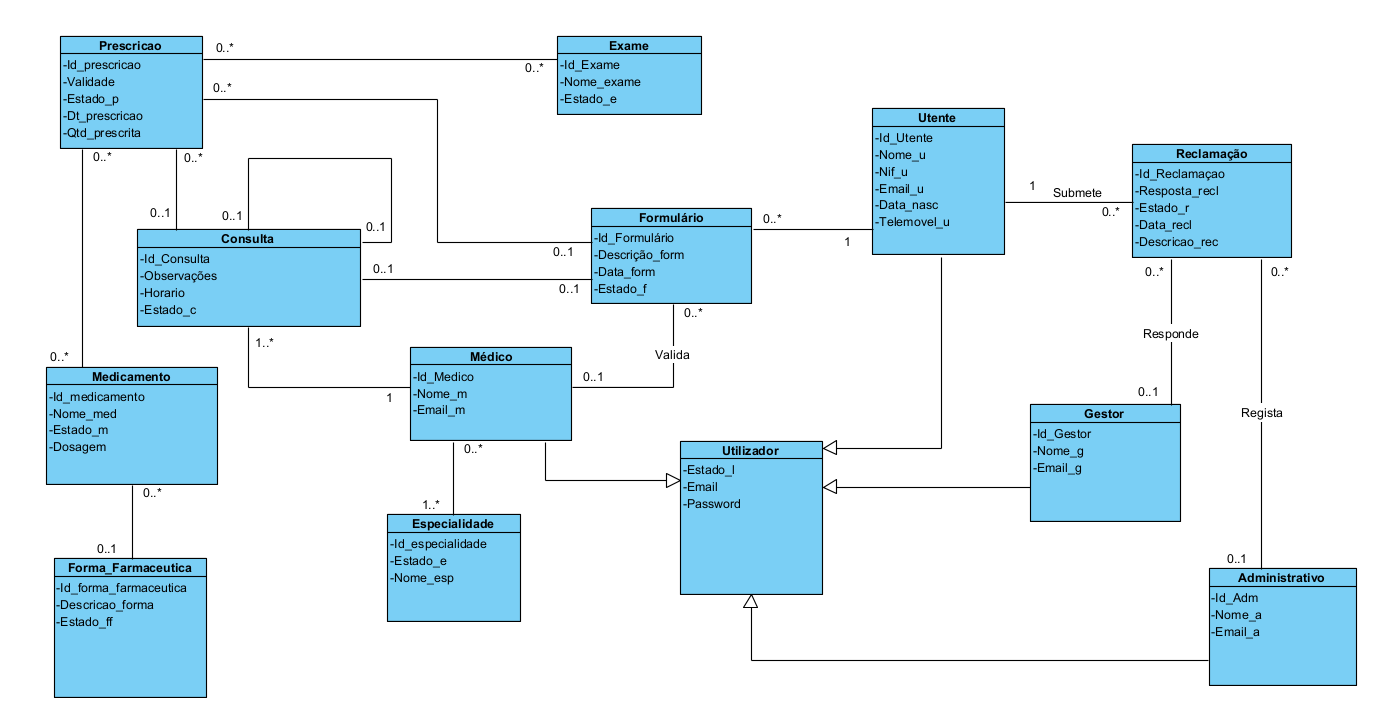 Prescricao
-Id_prescricao
-Validade
-Estado_p
-Dt_prescricao
-Qtd_prescrita
0..*
0..*
Exame
-Id_Exame
-Nome_exame
-Estado_e
0..*
0..*
0..*
0..1
0..1
0..1
Consulta
-Id_Consulta
-Observações
-Horario
-Estado_c
0..1
0..1
0..1
Formulário
-Id_Formulário
-Descrição_form
-Data_form
-Estado_f
0..*
1
Utente
-Id_Utente
-Nome_u
-Nif_u
-Email_u
-Data_nasc
-Telemovel_u
1
Submete
0..*
Reclamação
-Id_Reclamaçao
-Resposta_recl
-Estado_r
-Data_recl
-Descricao_rec
0..*
0..*
Responde
0..1
Regista
0..1
1..*
1
0..*
Valida
0..1
Médico
-Id_Medico
-Nome_m
-Email_m
0..*
1..*
0..*
Medicamento
-Id_medicamento
-Nome_med
-Estado_m
-Dosagem
0..*
0..1
Forma_Farmaceutica
-Id_forma_farmaceutica
-Descricao_forma
-Estado_ff
Especialidade
-Id_especialidade
-Estado_e
-Nome_esp
Utilizador
-Estado_l
-Email
-Password
Gestor
-Id_Gestor
-Nome_g
-Email_g
Administrativo
-Id_Adm
-Nome_a
-Email_a